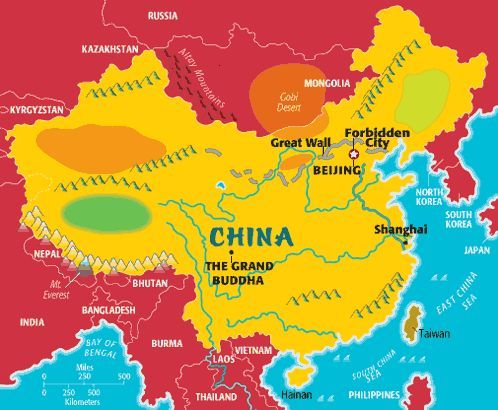 RUSSIA
KAZAKHSTAN
Altay Mountains
MONGOLIA
Gobi
Desert
KYRGYZSTAN
Great Wall
Forbidden
City
BEIJING
NORTH
KOREA
SOUTH
KOREA
JAPAN
CHINA
Shanghai
THE GRAND
BUDDHA
NEPAL
Mt.
Everest
BHUTAN
EAST CHINA
SEA
INDIA
BANGLADESH
Taiwan
BAY OF
BENGAL
BURMA
VIETNAM
LAOS
SOUTH CHINA
SEA
Miles
0 250 500
0 250 500
Kilometers
THAILAND
Hainan
PHILIPPINES